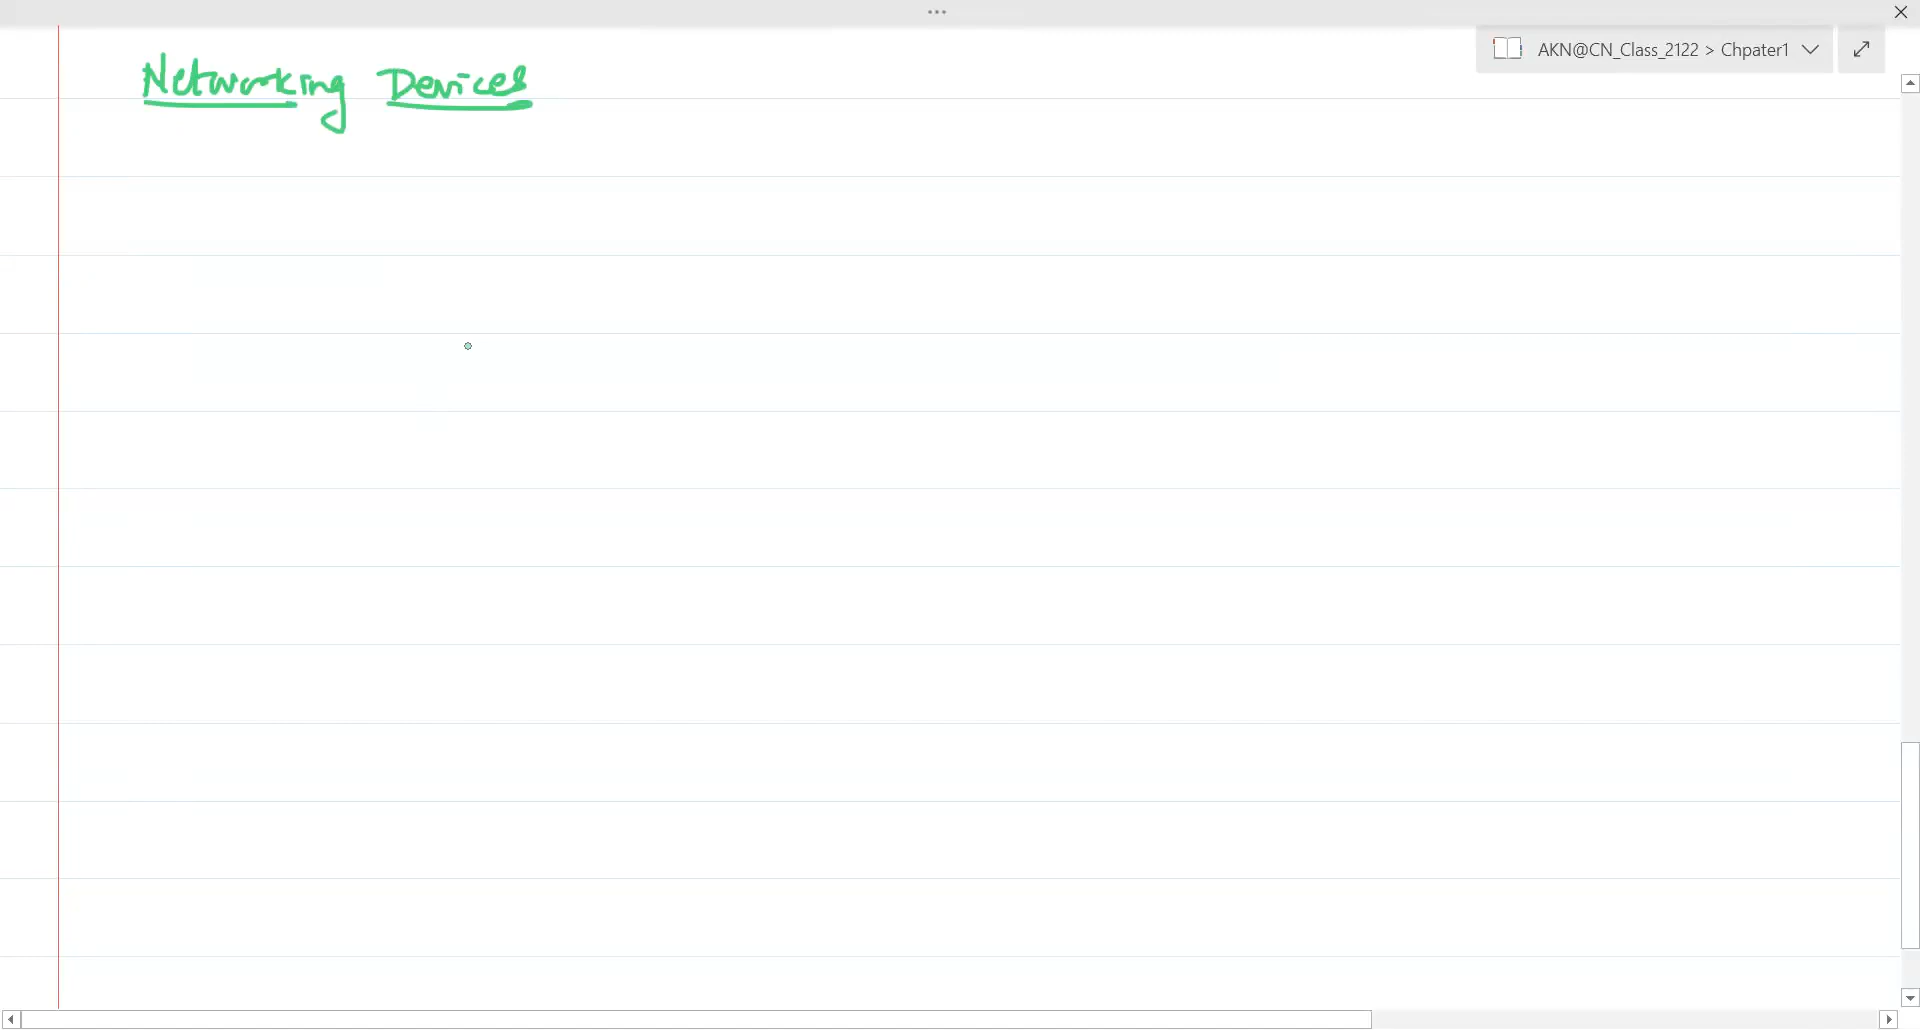 AKN@CN_Class_2122 > Chpater1
Networking Devices